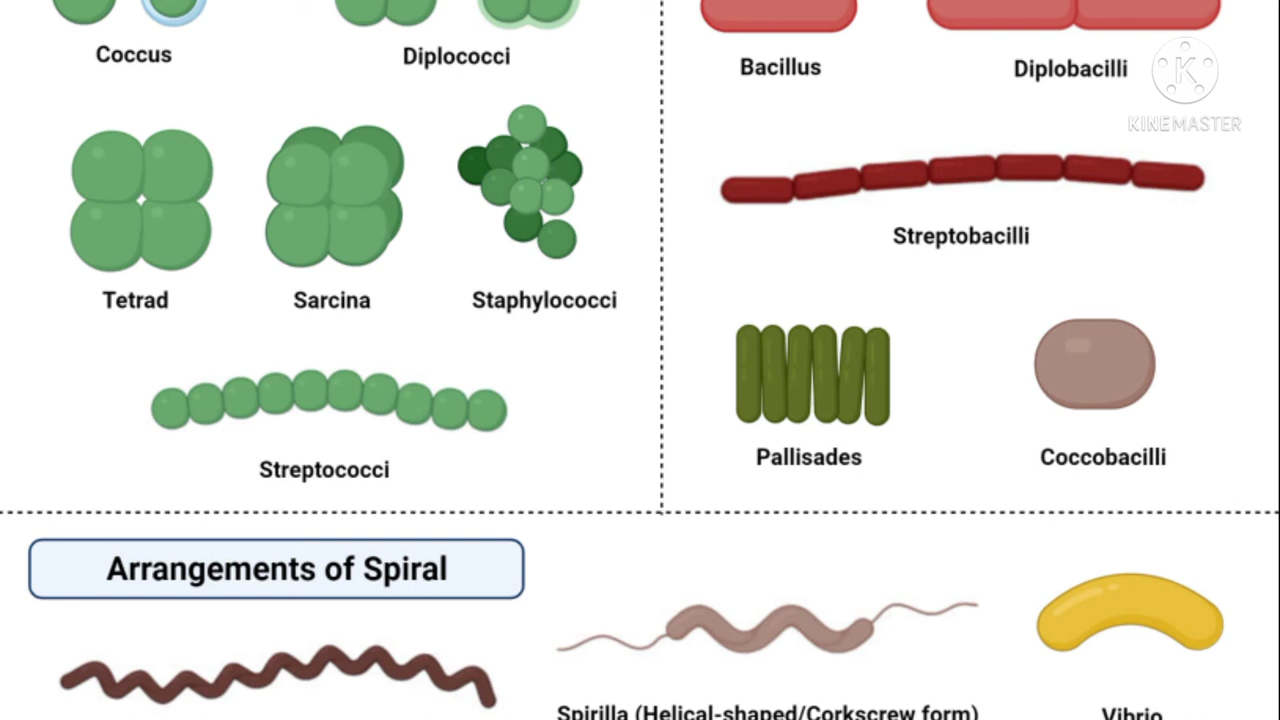 Coccus
Diplococci
Bacillus
Diplobacilli
K
KINEMASTER
Streptobacilli
Tetrad
Sarcina
Staphylococci
Pallisades
Coccobacilli
Streptococci
Arrangements of Spiral
Spirilla (Helical-shaped/Corkscrew form)
Vibrio